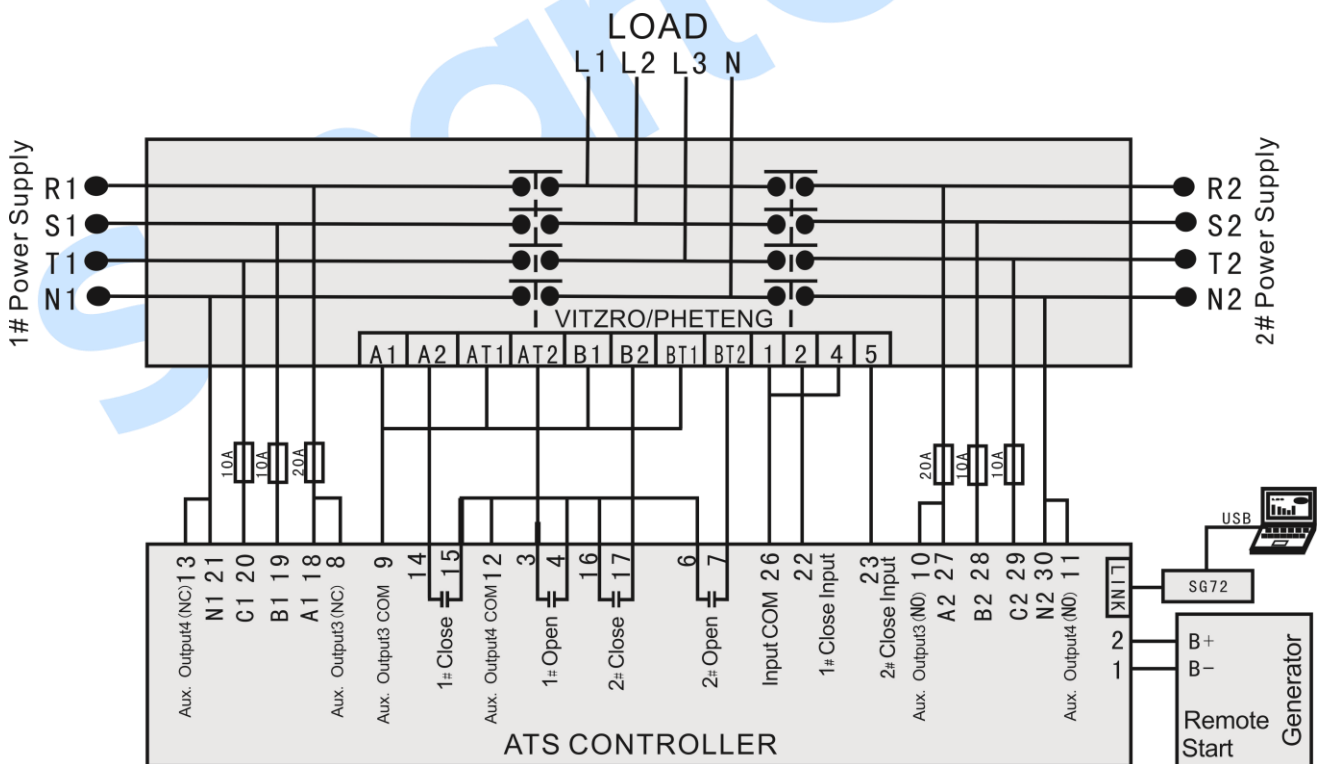 LOAD
L1 L2 L3 N
1# Power Supply
R1
S1
T1
N1
2# Power Supply
R2
S2
T2
N2
VITZRO/PHETENG
A1 A2 AT1 AT2 B1 B2 BT1 BT2 1 2 4 5
10A
10A
20A
20A
10A
10A
Aux. Output4 (NC) 13
N1 21
C1 20
B1 19
A1 18
Aux. Output3 (NC) 8
Aux. Output3 COM 9
14
1# Close 15
Aux. Output4 COM 12
3
1# Open 4
16
2# Close 17
6
2# Open 7
Input COM 26
1# Close Input 22
2# Close Input 23
Aux. Output3 (NO) 10
A2 27
B2 28
C2 29
N2 30
Aux. Output4 (NO) 11
LINK
2
1
USB
SG72
B+
B-
Remote
Start
Generator
ATS CONTROLLER